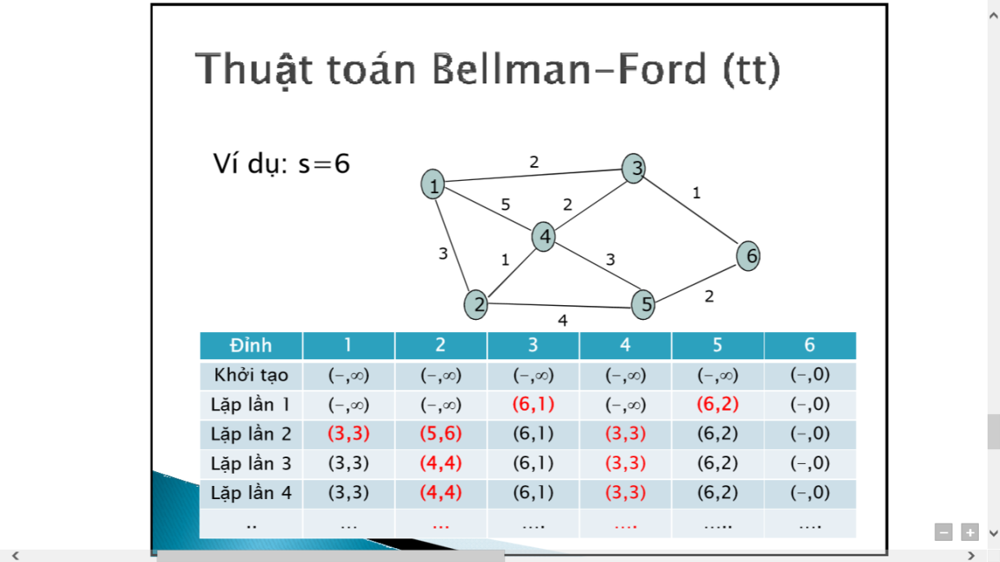 Thuật toán Bellman-Ford (tt)
Ví dụ: s=6
2
3
1
1
5
2
4
6
3
1
3
2
5
2
4
Đỉnh 1 2 3 4 5 6
Khởi tạo (-,∞) (-,∞) (-,∞) (-,∞) (-,∞) (-,0)
Lặp lần 1 (-,∞) (-,∞) (6,1) (-,∞) (6,2) (-,0)
Lặp lần 2 (3,3) (5,6) (6,1) (3,3) (6,2) (-,0)
Lặp lần 3 (3,3) (4,4) (6,1) (3,3) (6,2) (-,0)
Lặp lần 4 (3,3) (4,4) (6,1) (3,3) (6,2) (-,0)
.. ... ... .... .... ..... ....